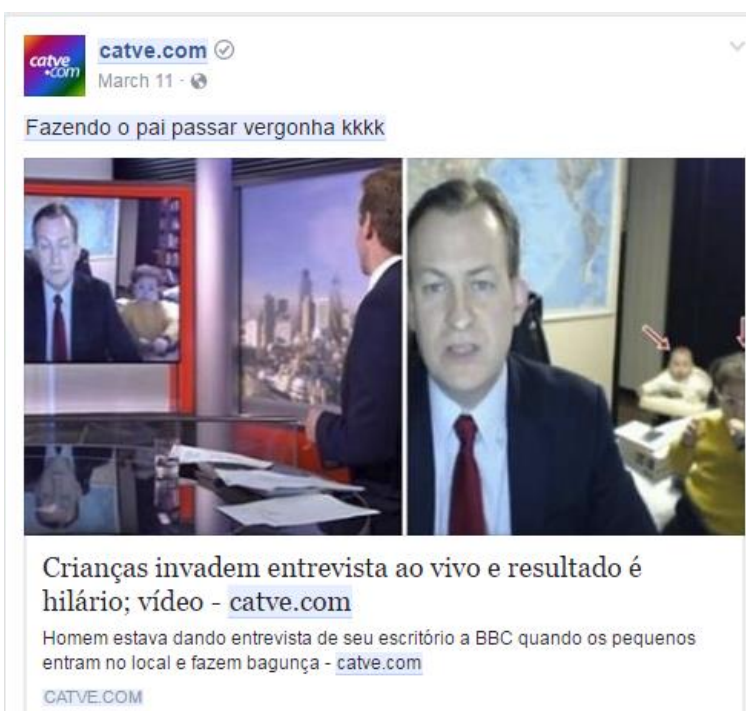 catve
.com
catve.com
March 11 ·
Fazendo o pai passar vergonha kkkk
Crianças invadem entrevista ao vivo e resultado é
hilário; vídeo - catve.com
Homem estava dando entrevista de seu escritório a BBC quando os pequenos
entram no local e fazem bagunça - catve.com
CATVE.COM